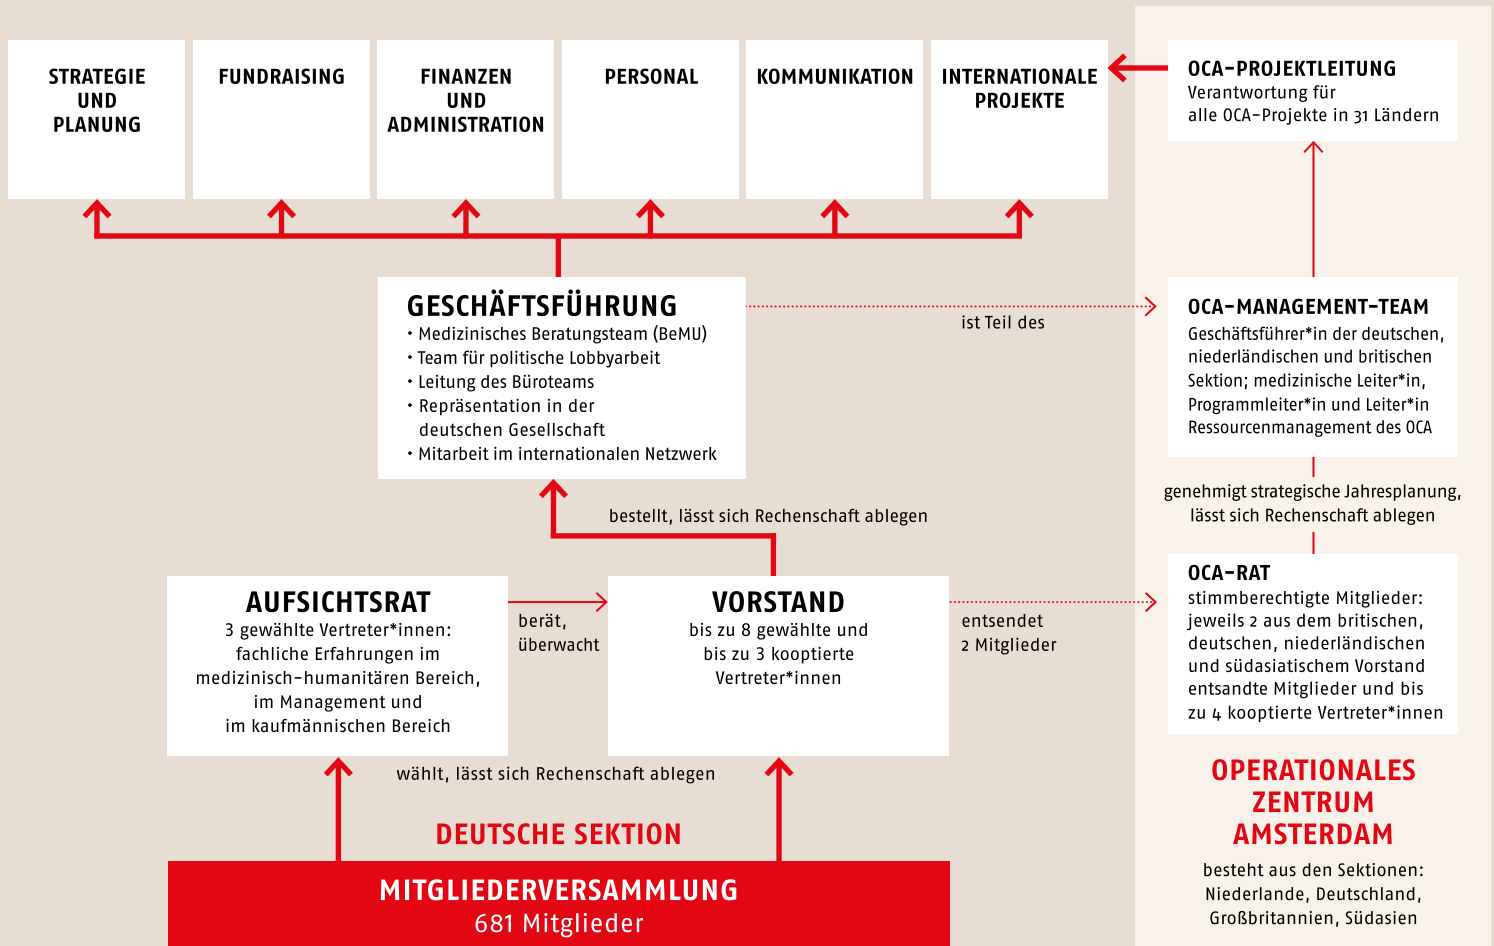 STRATEGIE
UND
PLANUNG
FUNDRAISING
FINANZEN
UND
ADMINISTRATION
PERSONAL
KOMMUNIKATION
INTERNATIONALE
PROJEKTE
OCA-PROJEKTLEITUNG
Verantwortung für
alle OCA-Projekte in 31 Ländern
GESCHÄFTSFÜHRUNG
• Medizinisches Beratungsteam (BeMU)
• Team für politische Lobbyarbeit
• Leitung des Büroteams
• Repräsentation in der
deutschen Gesellschaft
• Mitarbeit im internationalen Netzwerk
ist Teil des
OCA-MANAGEMENT-TEAM
Geschäftsführer*in der deutschen,
niederländischen und britischen
Sektion; medizinische Leiter*in,
Programmleiter*in und Leiter*in
Ressourcenmanagement des OCA
genehmigt strategische Jahresplanung,
lässt sich Rechenschaft ablegen
bestellt, lässt sich Rechenschaft ablegen
AUFSICHTSRAT
3 gewählte Vertreter*innen:
fachliche Erfahrungen im
medizinisch-humanitären Bereich,
im Management und
im kaufmännischen Bereich
berät,
überwacht
VORSTAND
bis zu 8 gewählte und
bis zu 3 kooptierte
Vertreter*innen
entsendet
2 Mitglieder
OCA-RAT
stimmberechtigte Mitglieder:
jeweils 2 aus dem britischen,
deutschen, niederländischen
und südasiatischem Vorstand
entsandte Mitglieder und bis
zu 4 kooptierte Vertreter*innen
wählt, lässt sich Rechenschaft ablegen
DEUTSCHE SEKTION
MITGLIEDERVERSAMMLUNG
681 Mitglieder
OPERATIONALES
ZENTRUM
AMSTERDAM
besteht aus den Sektionen:
Niederlande, Deutschland,
Großbritannien, Südasien